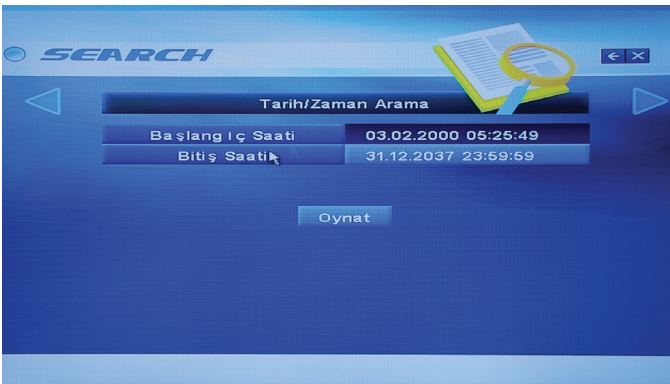 SEARCH
Tarih/Zaman Arama
Başlangıç Saati 03.02.2000 05:25:49
Bitiş Saati 31.12.2037 23:59:59
Oynat